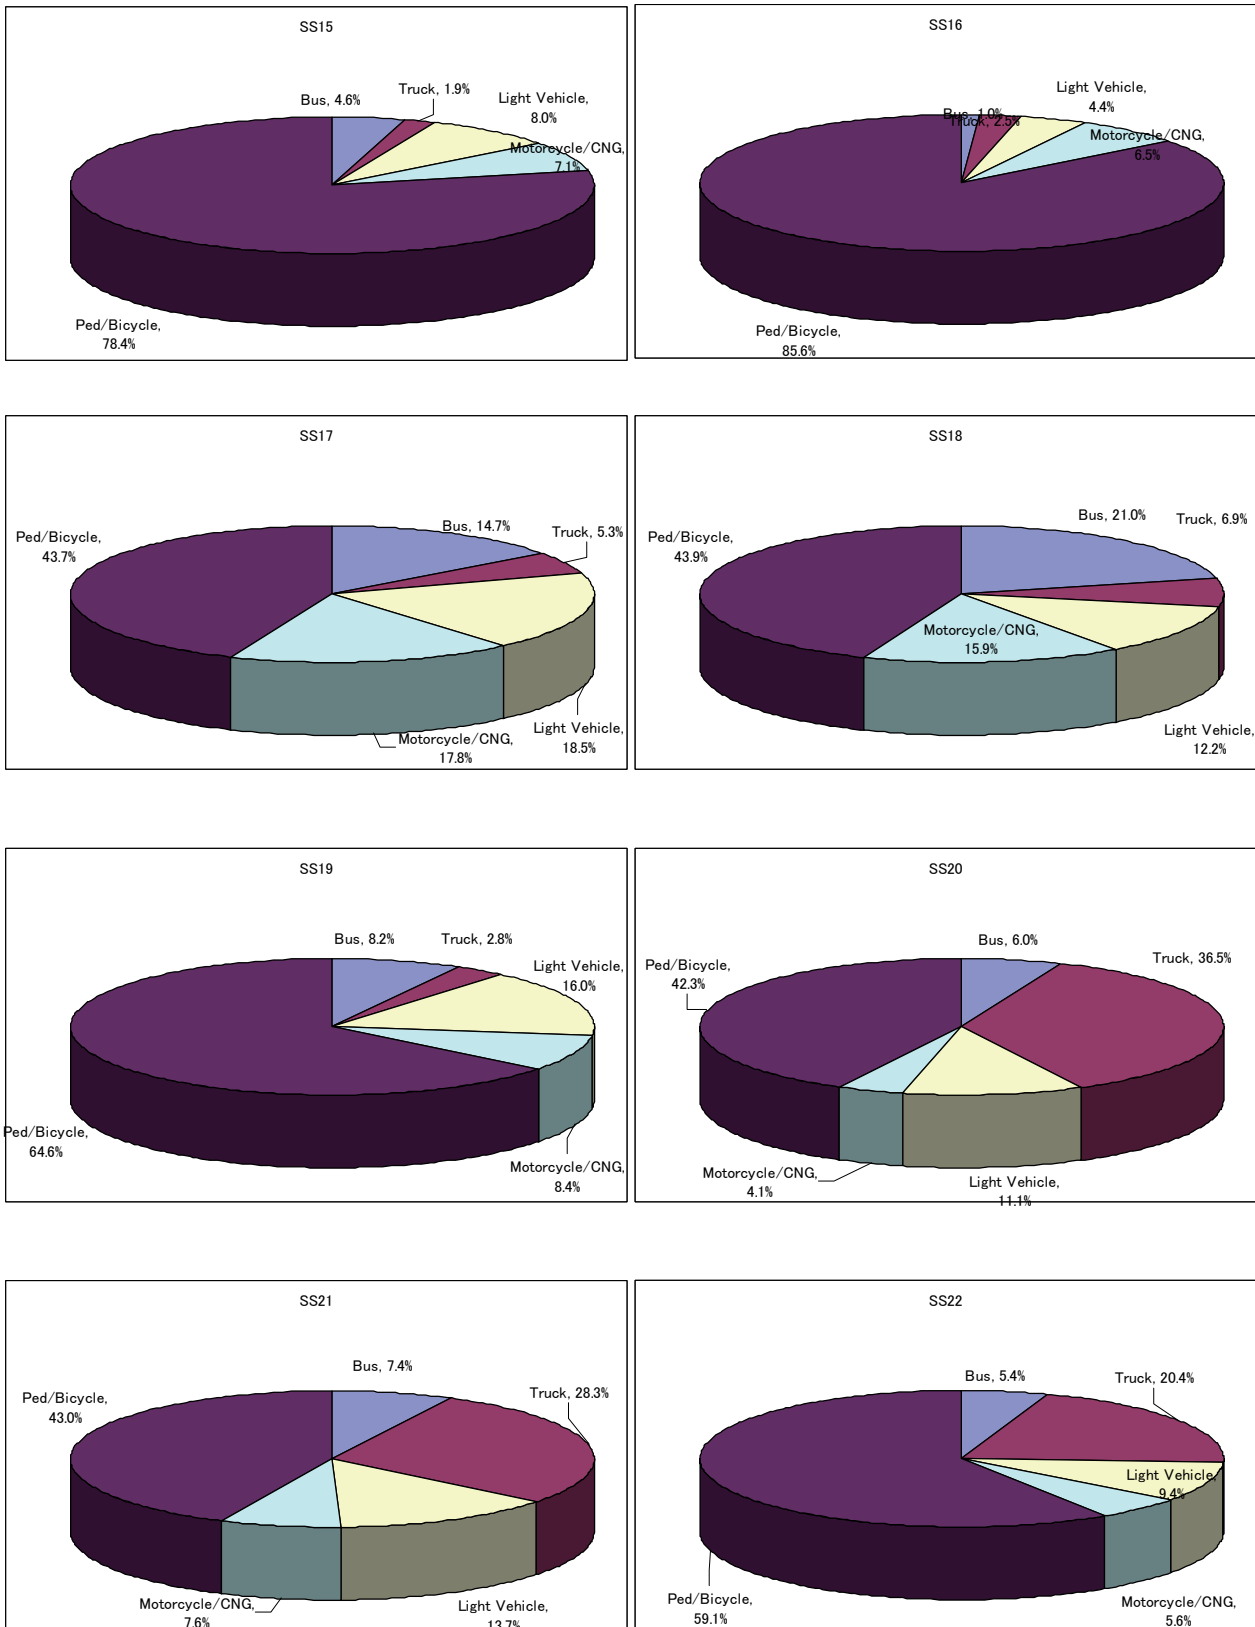 SS15
Bus, 4.6%
Truck, 1.9%
Light Vehicle,
8.0%
Motorcycle/CNG,
7.1%
Ped/Bicycle,
78.4%
SS16
Bus, 1.0%
Truck, 2.5%
Light Vehicle,
4.4%
Motorcycle/CNG,
6.5%
Ped/Bicycle,
85.6%
SS17
Bus, 14.7%
Truck, 5.3%
Ped/Bicycle,
43.7%
Light Vehicle,
18.5%
Motorcycle/CNG,
17.8%
SS18
Bus, 21.0%
Truck, 6.9%
Ped/Bicycle,
43.9%
Motorcycle/CNG,
15.9%
Light Vehicle,
12.2%
SS19
Bus, 8.2%
Truck, 2.8%
Light Vehicle,
16.0%
Ped/Bicycle,
64.6%
Motorcycle/CNG,
8.4%
SS20
Bus, 6.0%
Truck, 36.5%
Ped/Bicycle,
42.3%
Motorcycle/CNG,
4.1%
Light Vehicle,
11.1%
SS21
Bus, 7.4%
Truck, 28.3%
Ped/Bicycle,
43.0%
Motorcycle/CNG,
7.6%
Light Vehicle,
13.7%
SS22
Bus, 5.4%
Truck, 20.4%
Light Vehicle,
9.4%
Ped/Bicycle,
59.1%
Motorcycle/CNG,
5.6%